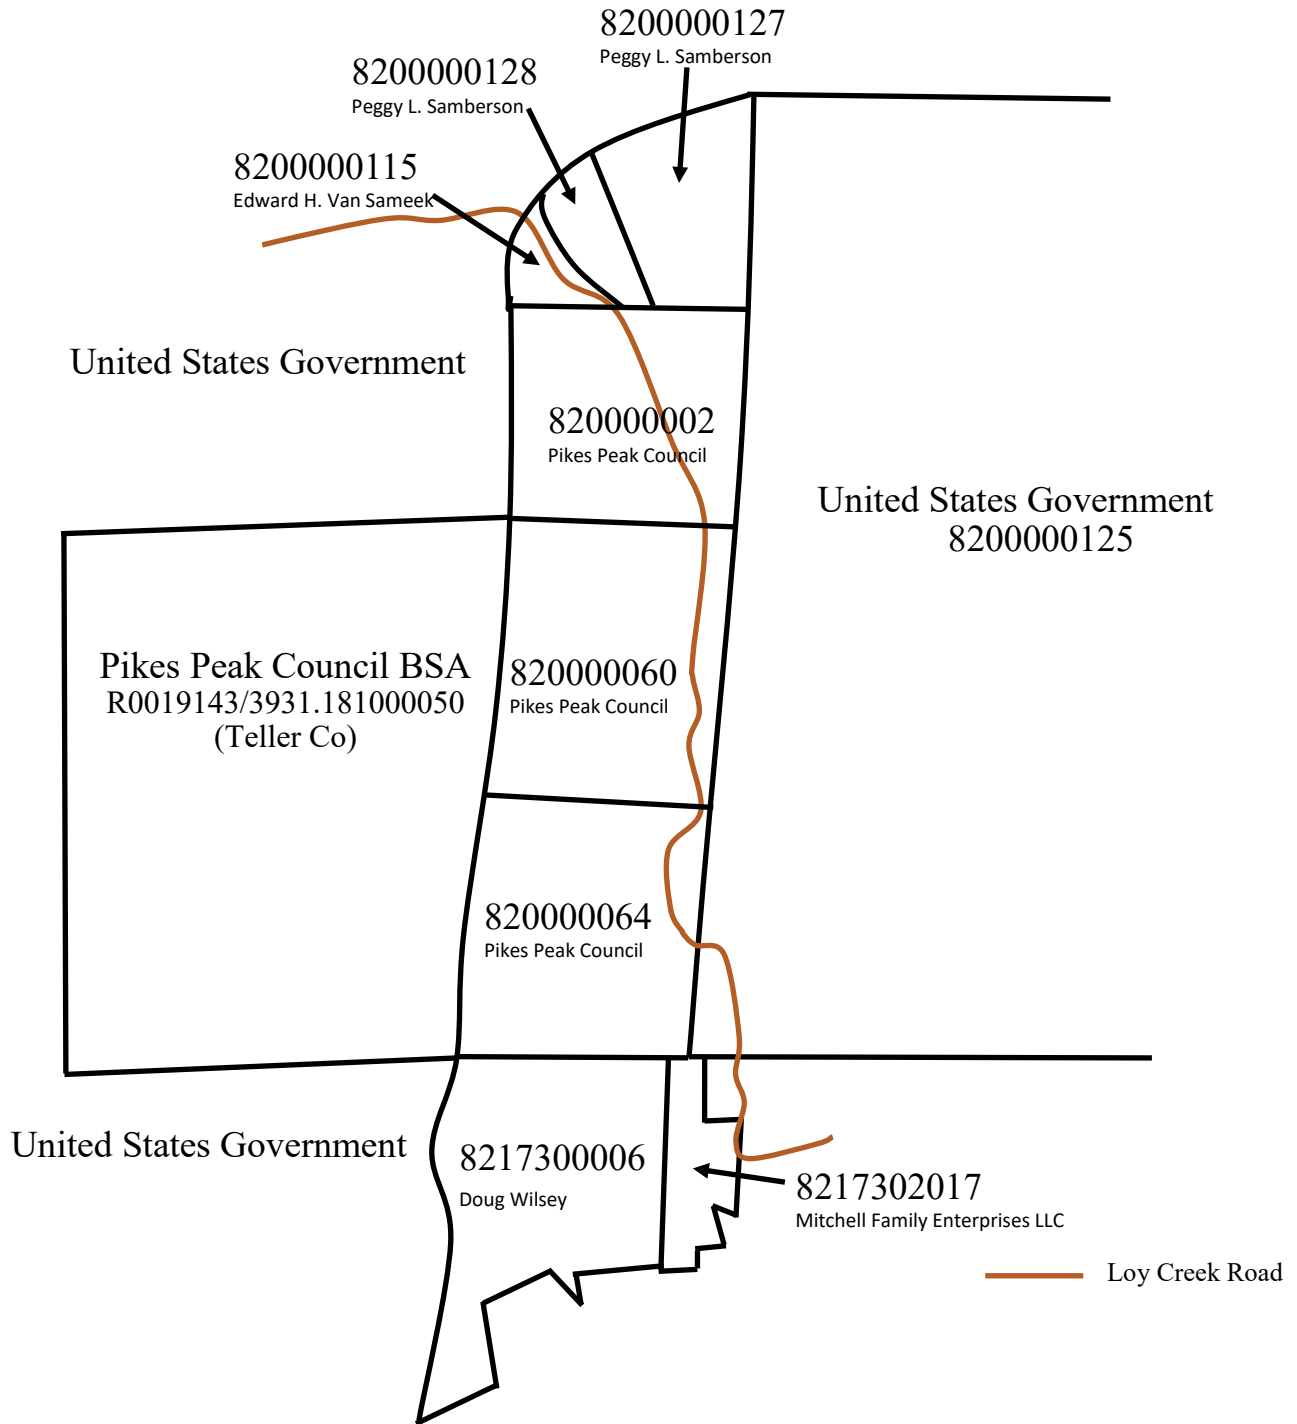 8200000127
Peggy L. Samberson
8200000128
Peggy L. Samberson
8200000115
Edward H. Van Sameek
United States Government
820000002
Pikes Peak Council
United States Government
8200000125
Pikes Peak Council BSA
R0019143/3931.181000050
(Teller Co)
820000060
Pikes Peak Council
820000064
Pikes Peak Council
United States Government
8217300006
Doug Wilsey
8217302017
Mitchell Family Enterprises LLC
Loy Creek Road